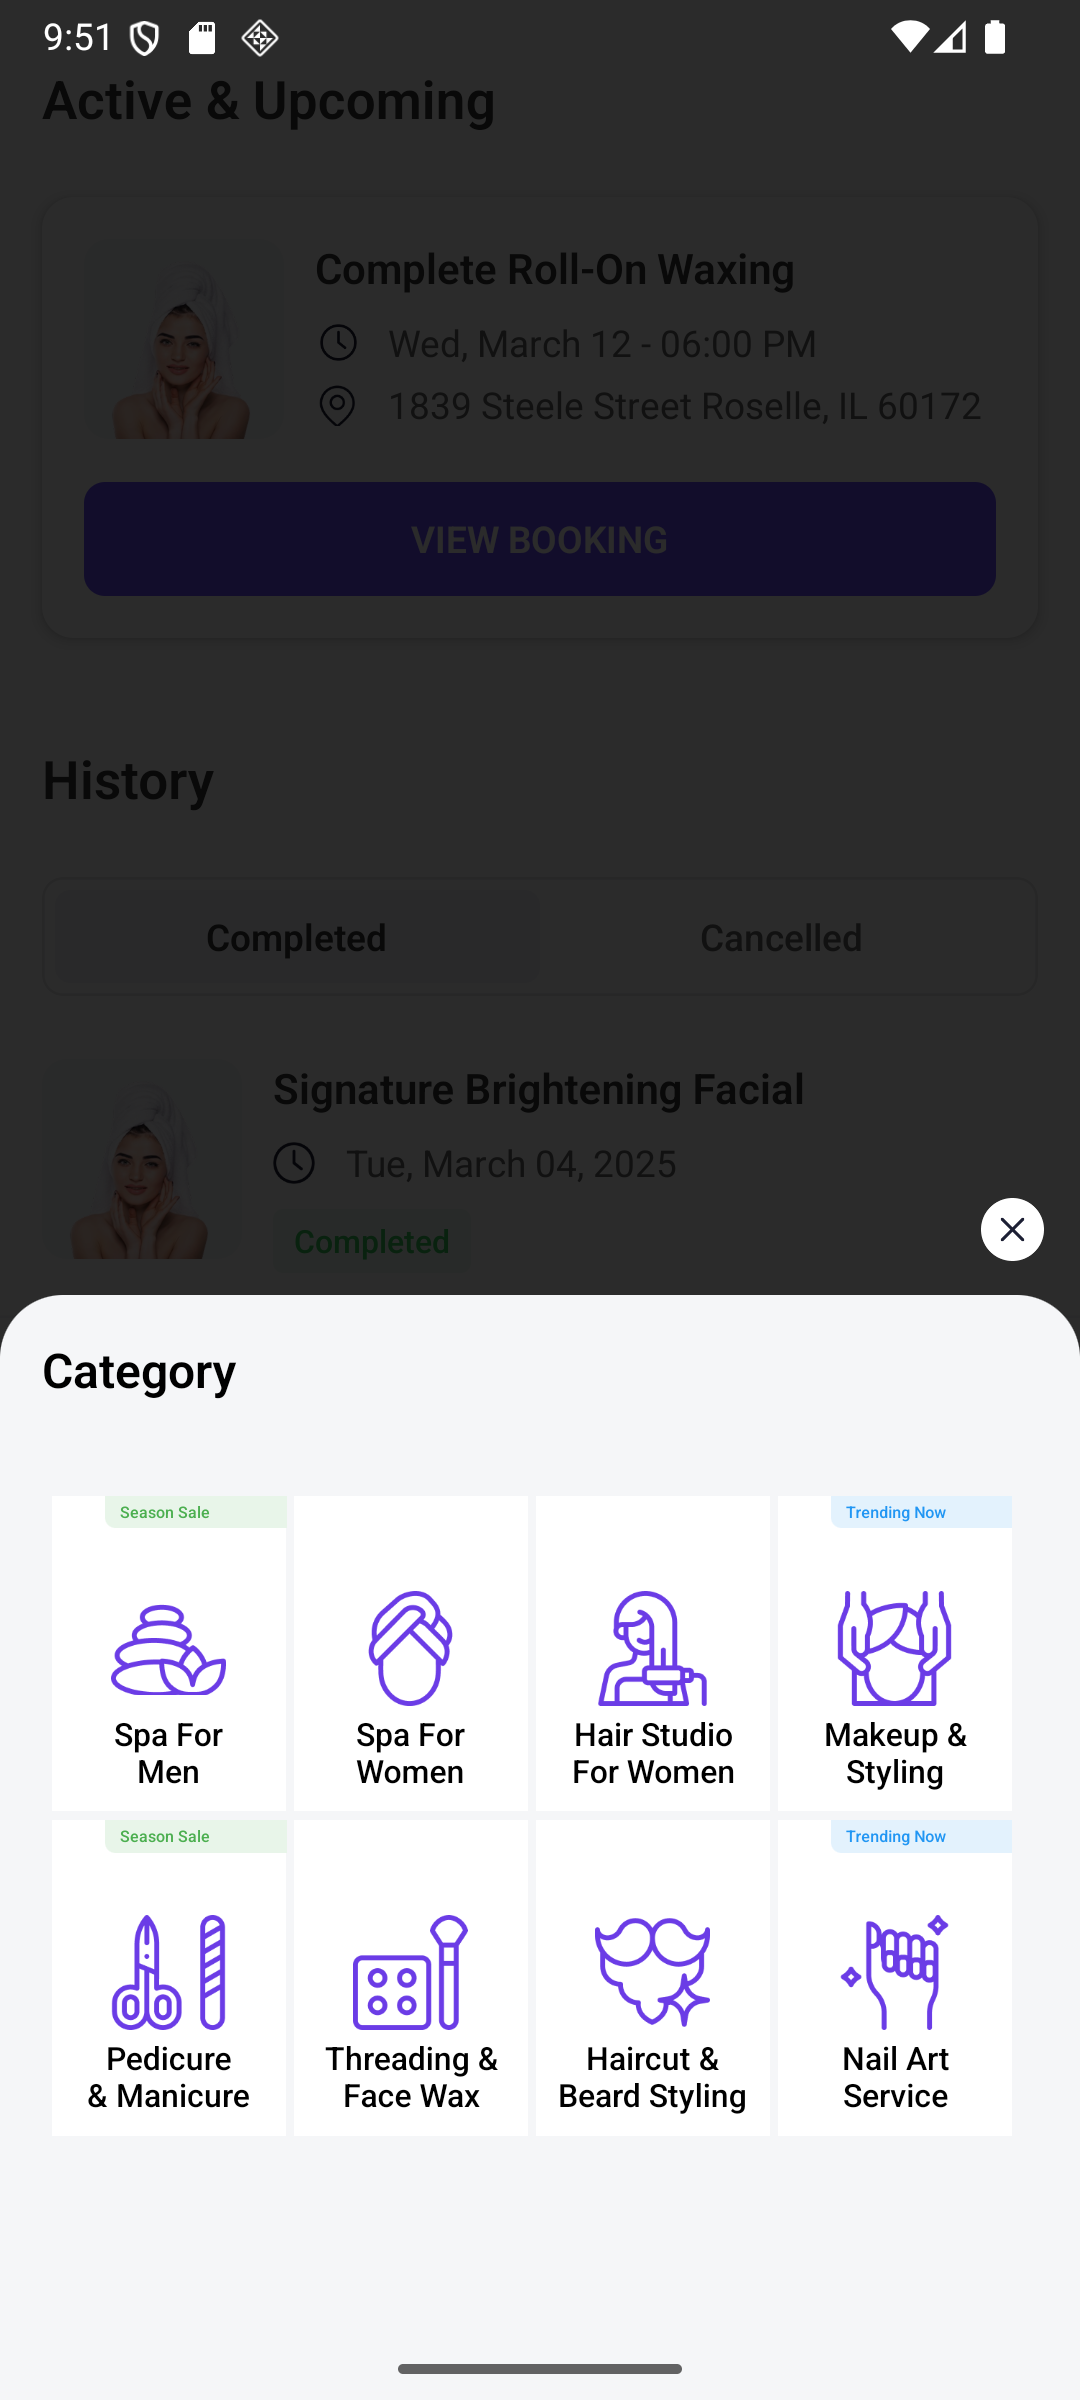 9:51
Active & Upcoming
Complete Roll-On Waxing
Wed, March 12 - 06:00 PM
1839 Steele Street Roselle, IL 60172
VIEW BOOKING
History
Completed
Cancelled
Signature Brightening Facial
Tue, March 04, 2025
Completed
Category
Season Sale
Spa For
Men
Spa For
Women
Hair Studio
For Women
Trending Now
Makeup &
Styling
Season Sale
Pedicure
& Manicure
Threading &
Face Wax
Haircut &
Beard Styling
Trending Now
Nail Art
Service